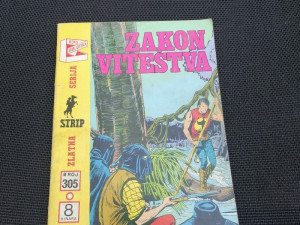 ZAKON
VITEŠTVA
ZLATNA
STRIP
SERIJA
BROJ
305
8